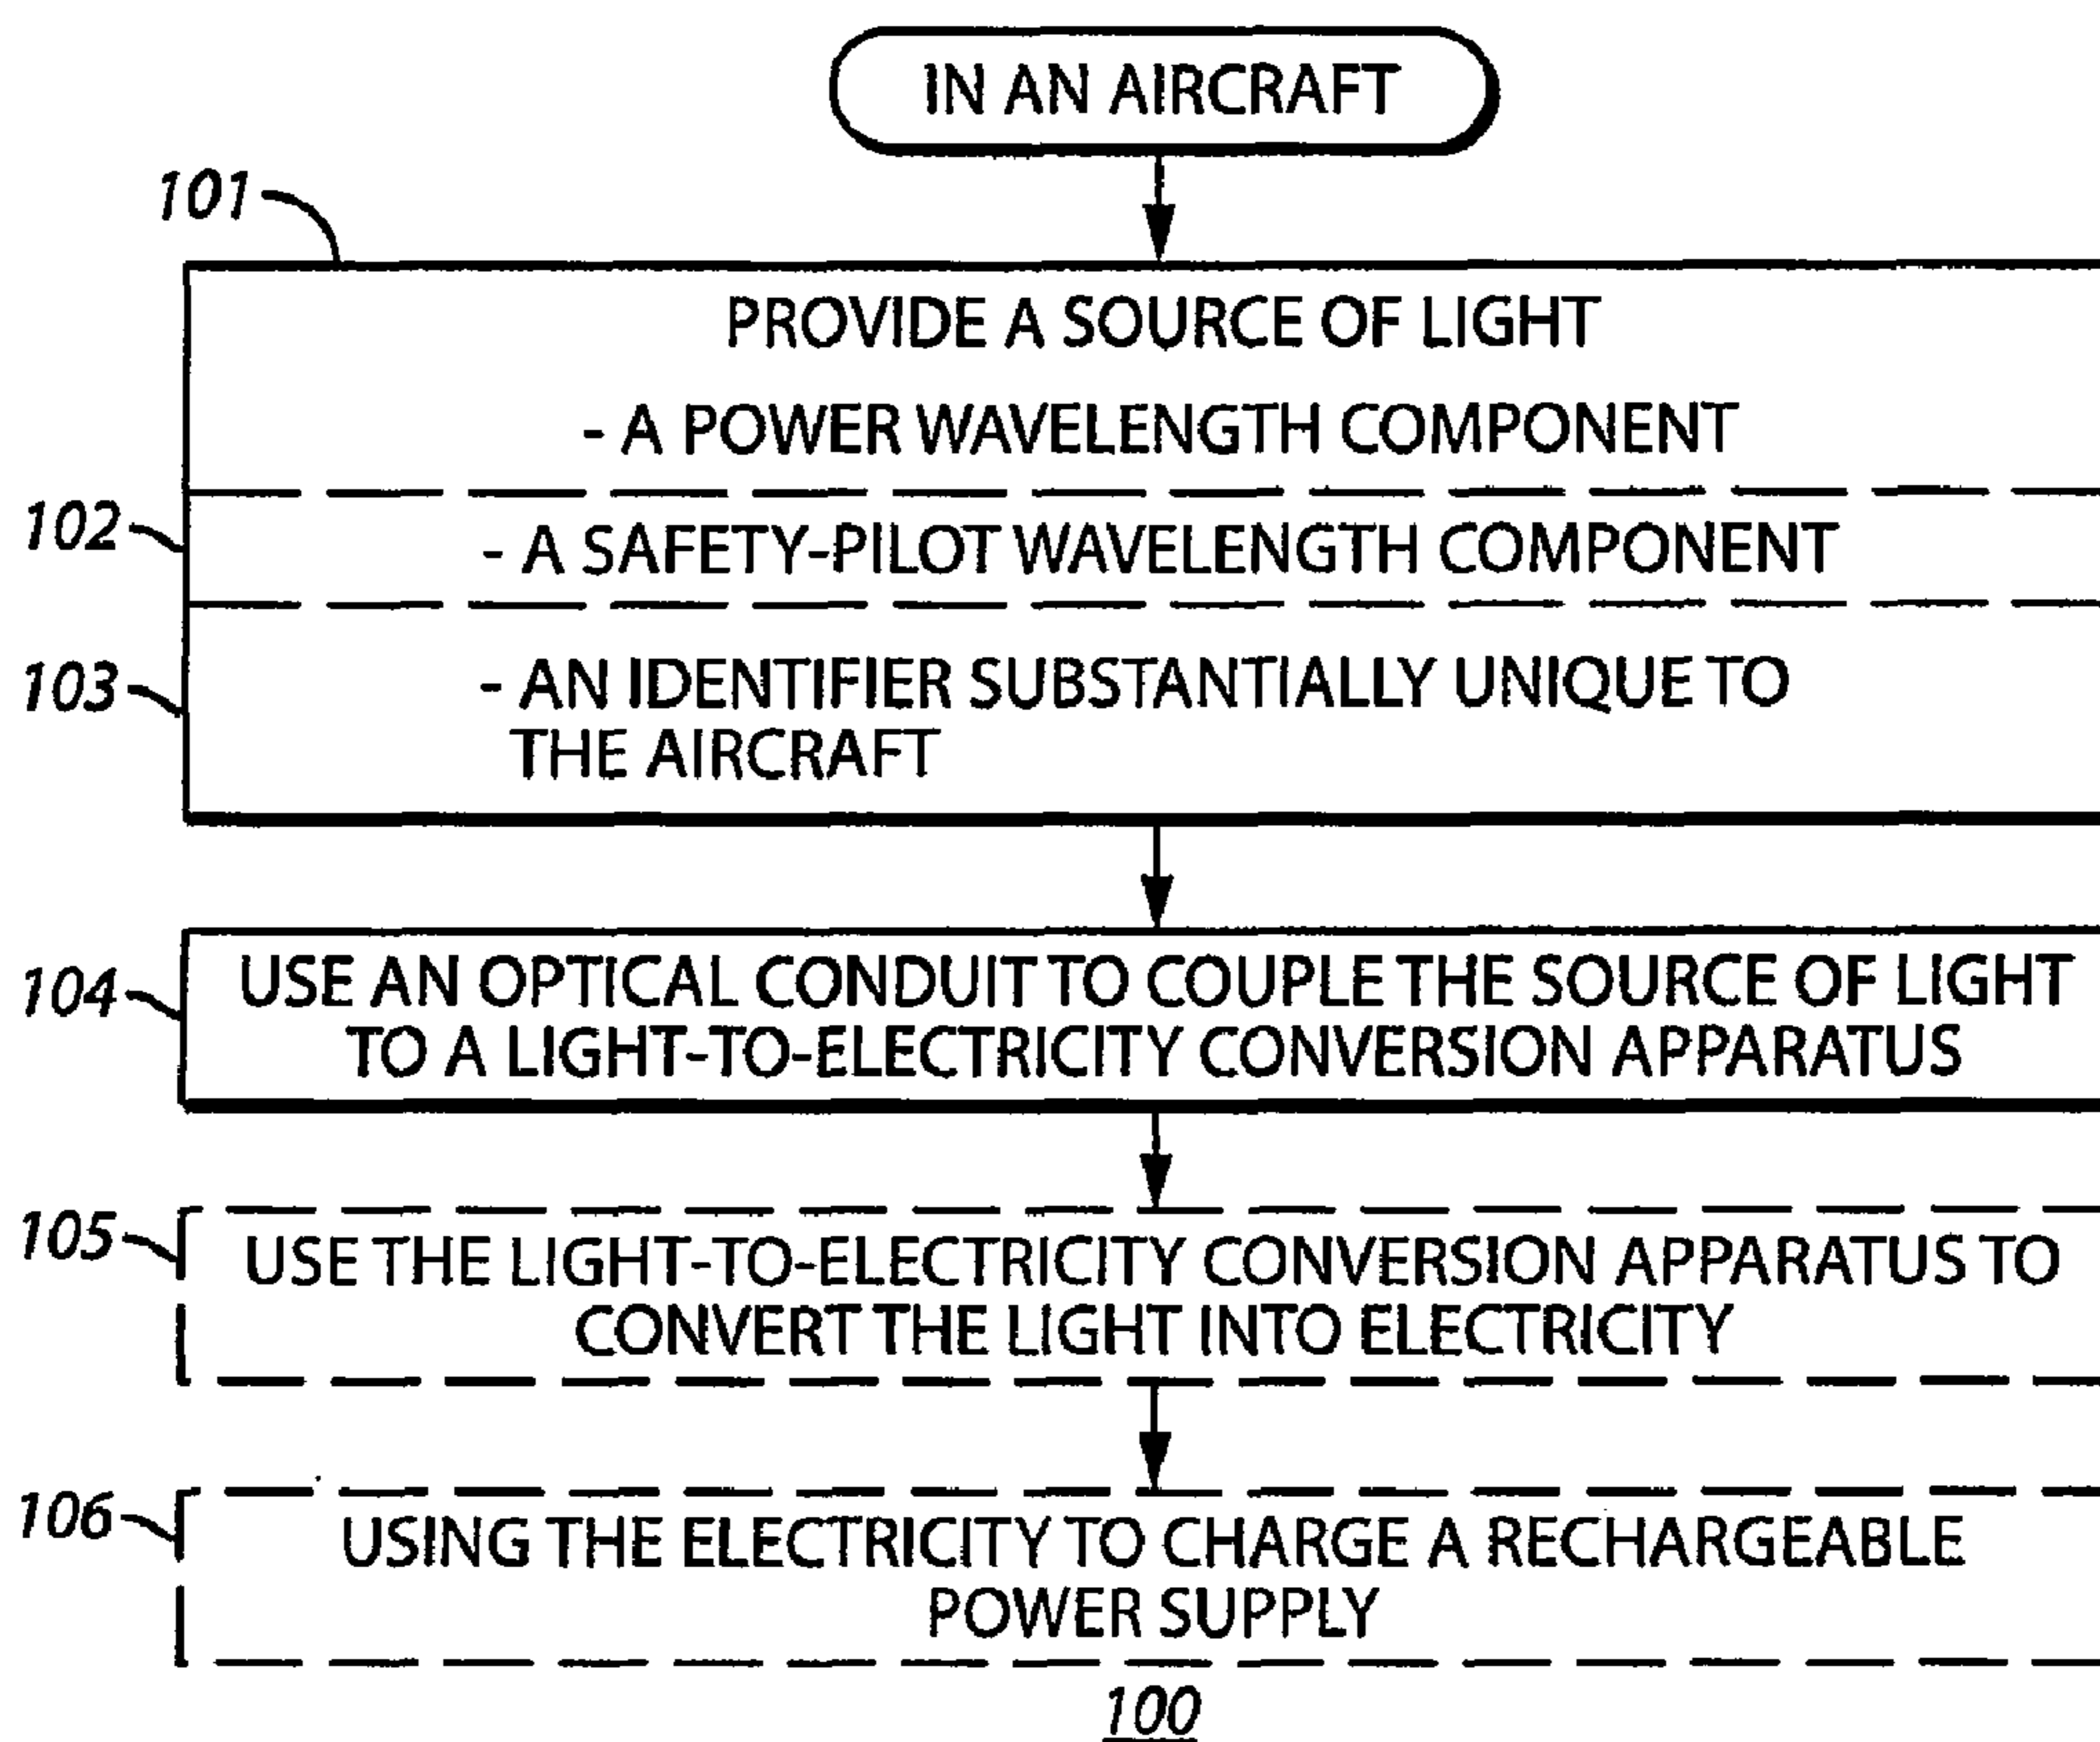 IN AN AIRCRAFT
101
PROVIDE A SOURCE OF LIGHT
- A POWER WAVELENGTH COMPONENT
102
- A SAFETY-PILOT WAVELENGTH COMPONENT
103
- AN IDENTIFIER SUBSTANTIALLY UNIQUE TO
THE AIRCRAFT
104
USE AN OPTICAL CONDUIT TO COUPLE THE SOURCE OF LIGHT
TO A LIGHT-TO-ELECTRICITY CONVERSION APPARATUS
105
USE THE LIGHT-TO-ELECTRICITY CONVERSION APPARATUS TO
CONVERT THE LIGHT INTO ELECTRICITY
106
USING THE ELECTRICITY TO CHARGE A RECHARGEABLE
POWER SUPPLY
100